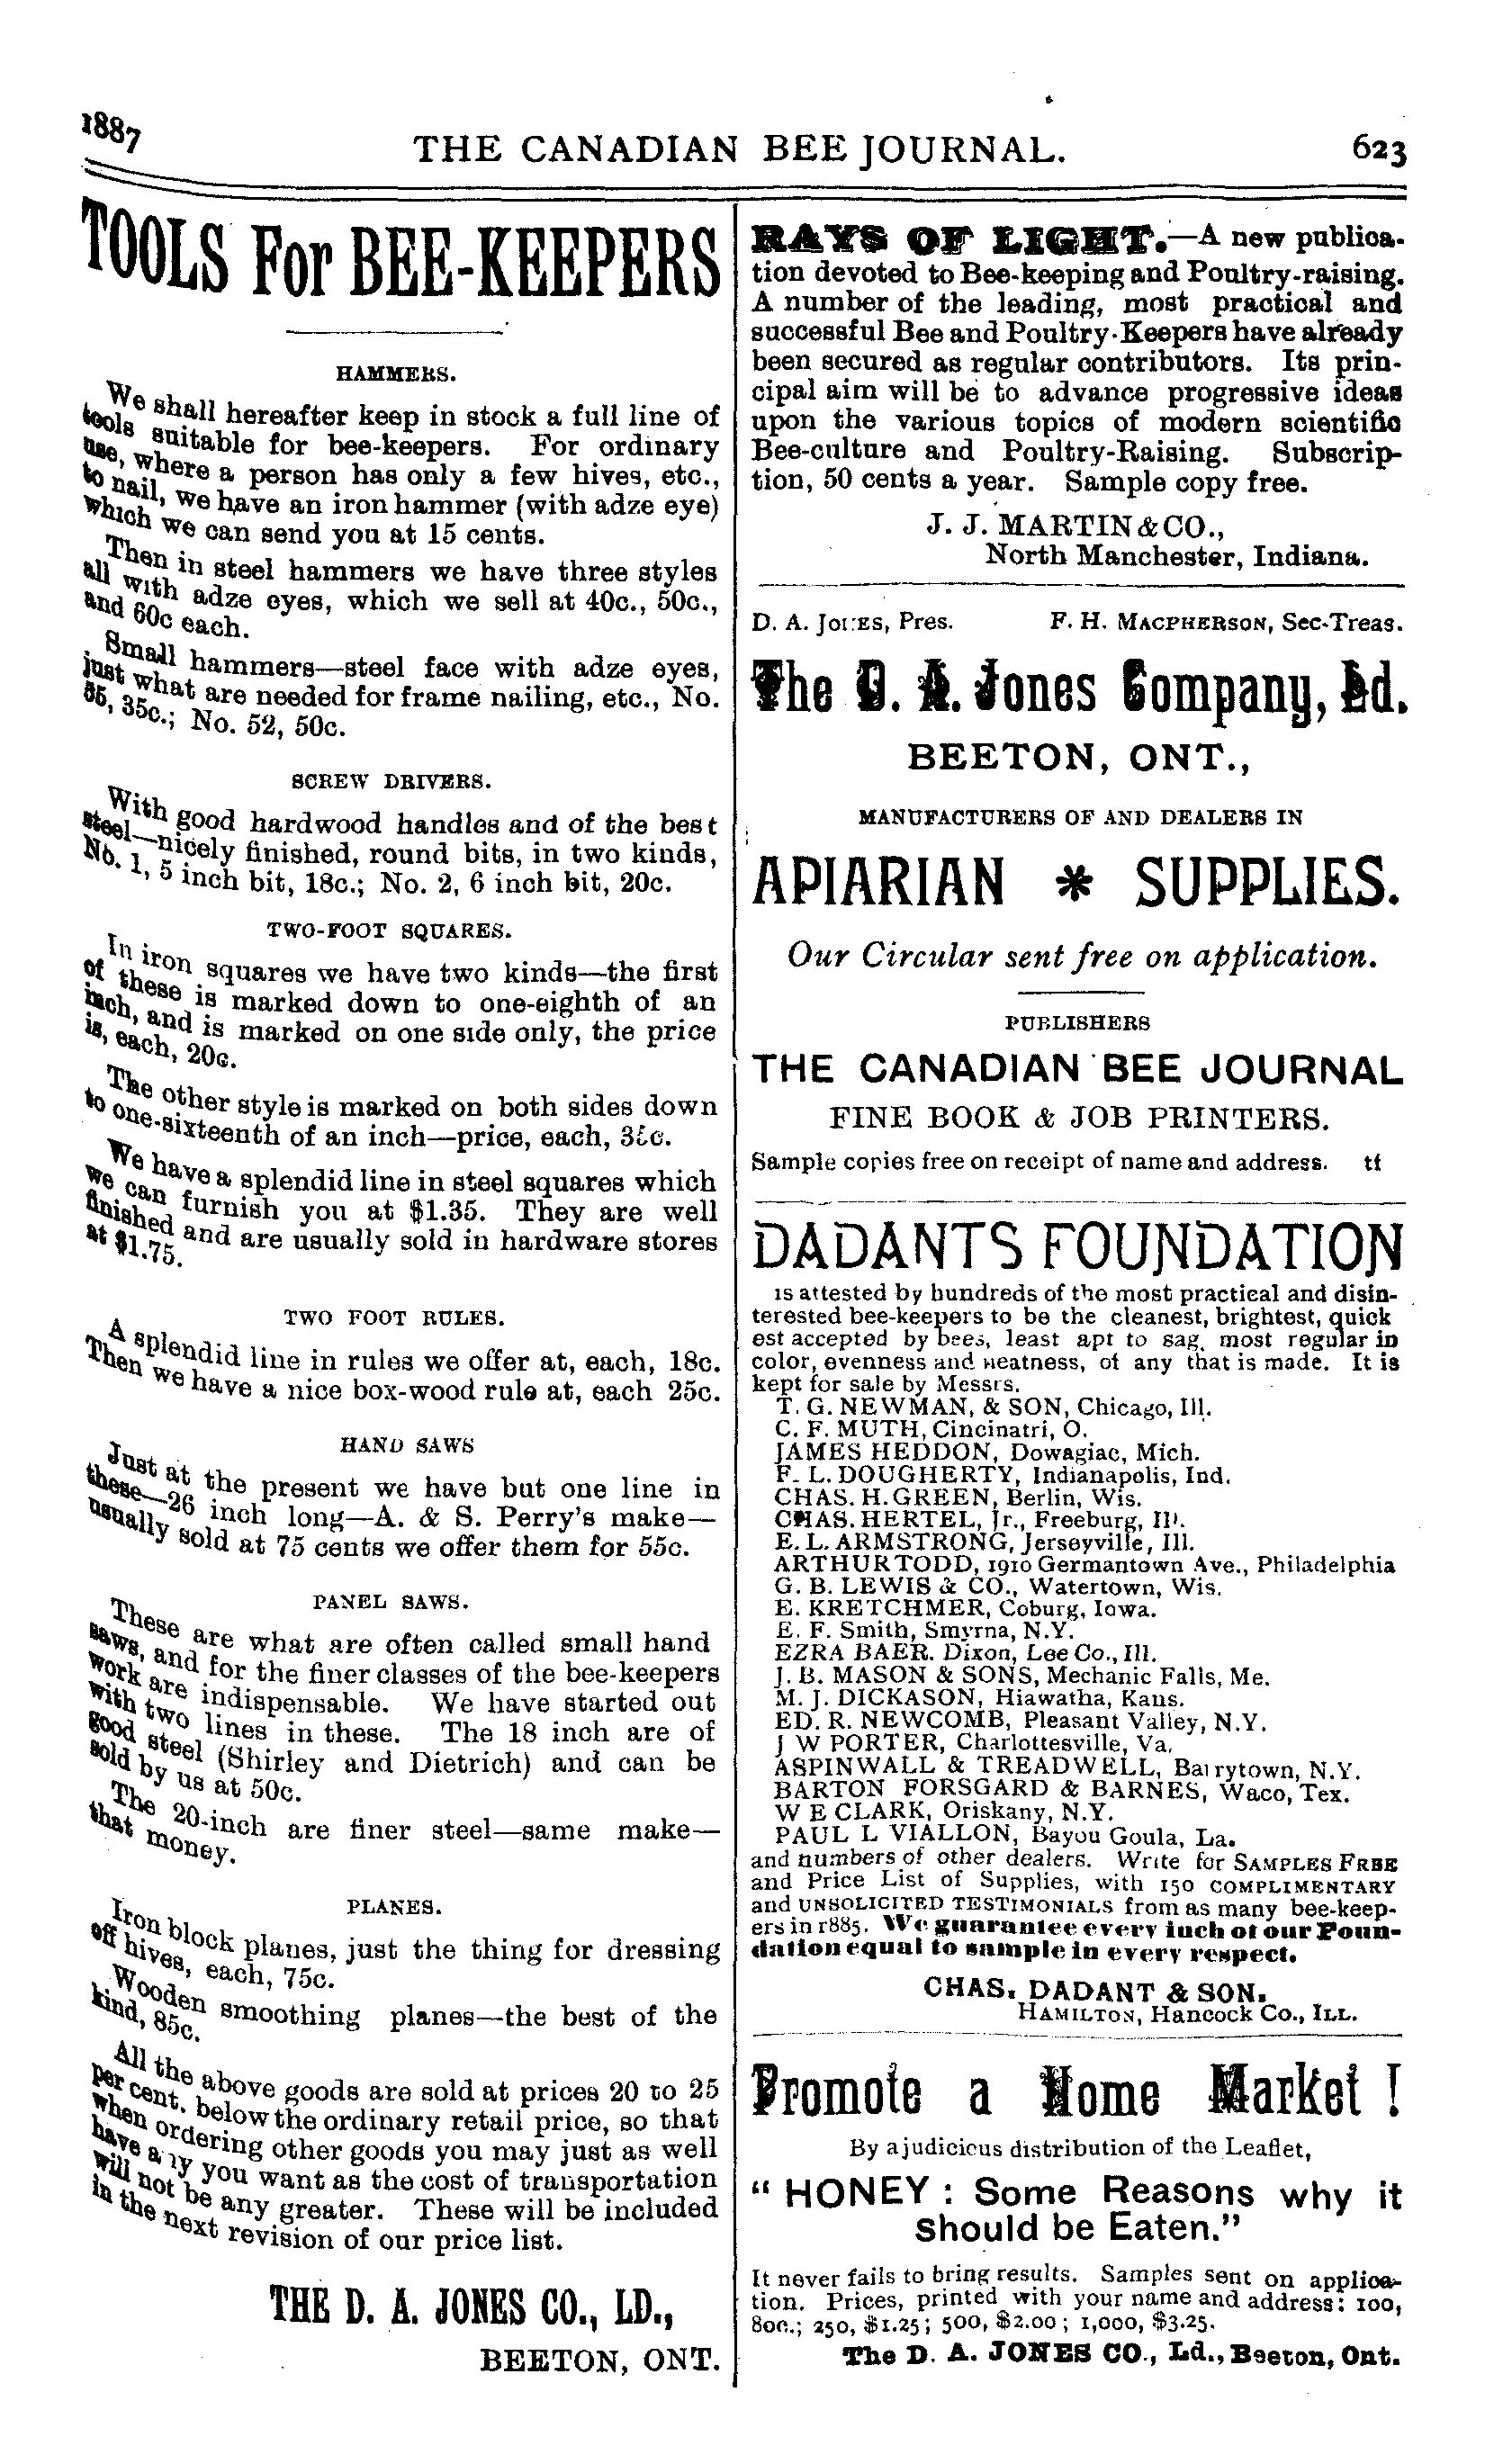 1887
THE CANADIAN BEE JOURNAL.
623
TOOLS For BEE-KEEPERS
HAMMERS.
We shall hereafter keep in stock a full line of
tools suitable for bee-keepers. For ordinary
use, where a person has only a few hives, etc.,
to nail, we have an iron hammer (with adze eye)
which we can send you at 15 cents.
Then in steel hammers we have three styles
all with adze eyes, which we sell at 40c., 50c.,
and 60c each.
Small hammers—steel face with adze eyes,
just what are needed for frame nailing, etc., No.
55, 35c.; No. 52, 50c.
SCREW DRIVERS.
With good hardwood handles and of the best
steel—nicely finished, round bits, in two kinds,
No. 1, 5 inch bit, 18c.; No. 2, 6 inch bit, 20c.
TWO-FOOT SQUARES.
In iron squares we have two kinds—the first
of these is marked down to one-eighth of an
inch, and is marked on one side only, the price
is, each, 20c.
The other style is marked on both sides down
to one-sixteenth of an inch—price, each,
We have a splendid line in steel squares which
we can furnish you at $1.35. They are well
finished and are usually sold in hardware stores
at $1.75.
TWO FOOT RULES.
A splendid line in rules we offer at, each, 18c.
Then we have a nice box-wood rule at, each 25c.
HAND SAWS
Just at the present we have but one line in
these—26 inch long—A. & S. Perry's make—
usually sold at 75 cents we offer them for 55c.
PANEL SAWS.
These are what are often called small hand
saws, and for the finer classes of the bee-keepers
work are indispensable. We have started out
with two lines in these. The 18 inch are of
good steel (Shirley and Dietrich) and can be
sold by us at 50c.
The 20-inch are finer steel—same make—
that money.
PLANES.
Iron block planes, just the thing for dressing
off hives, each, 75c.
Wooden smoothing planes—the best of the
kind, 85c.
All the above goods are sold at prices 20 to 25
per cent. below the ordinary retail price, so that
when ordering other goods you may just as well
have any you want as the cost of transportation
will not be any greater. These will be included
in the next revision of our price list.
THE D. A. JONES CO., LD.,
BEETON, ONT.
RAYS OF LIGHT.—A new publica-
tion devoted to Bee-keeping and Poultry-raising.
A number of the leading, most practical and
successful Bee and Poultry-Keepers have already
been secured as regular contributors. Its prin-
cipal aim will be to advance progressive ideas
upon the various topics of modern scientific
Bee-culture and Poultry-Raising. Subscrip-
tion, 50 cents a year. Sample copy free.
J. J. MARTIN & CO.,
North Manchester, Indiana.
D. A. JONES, Pres. F. H. MACPHERSON, Sec-Treas.
The D. A. Jones Company, Ld.
BEETON, ONT.,
MANUFACTURERS OF AND DEALERS IN
APIARIAN * SUPPLIES.
Our Circular sent free on application.
PUBLISHERS
THE CANADIAN BEE JOURNAL
FINE BOOK & JOB PRINTERS.
Sample copies free on receipt of name and address. tf
DADANTS FOUNDATION
is attested by hundreds of the most practical and disin-
terested bee-keepers to be the cleanest, brightest, quick
est accepted by bees, least apt to sag, most regular in
color, evenness and neatness, of any that is made. It is
kept for sale by Messrs.
T. G. NEWMAN, & SON, Chicago, Ill.
C. F. MUTH, Cincinatri, O.
JAMES HEDDON, Dowagiac, Mich.
F. L. DOUGHERTY, Indianapolis, Ind.
CHAS. H. GREEN, Berlin, Wis.
CHAS. HERTEL, Jr., Freeburg, Ill.
E. L. ARMSTRONG, Jerseyville, Ill.
ARTHUR TODD, 1910 Germantown Ave., Philadelphia
G. B. LEWIS & CO., Watertown, Wis.
E. KRETCHMER, Coburg, Iowa.
E. F. Smith, Smyrna, N.Y.
EZRA BAER. Dixon, Lee Co., Ill.
J. B. MASON & SONS, Mechanic Falls, Me.
M. J. DICKASON, Hiawatha, Kans.
ED. R. NEWCOMB, Pleasant Valley, N.Y.
J W PORTER, Charlottesville, Va.
ASPINWALL & TREADWELL, Barrytown, N.Y.
BARTON FORSGARD & BARNES, Waco, Tex.
W E CLARK, Oriskany, N.Y.
PAUL L VIALLON, Bayou Goula, La.
and numbers of other dealers. Write for SAMPLES FREE
and Price List of Supplies, with 150 COMPLIMENTARY
and UNSOLICITED TESTIMONIALS from as many bee-keep-
ers in 1885. We guarantee every inch of our Foun-
dation equal to sample in every respect.
CHAS. DADANT & SON.
HAMILTON, Hancock Co., ILL.
Promote a Home Market !
By a judicious distribution of the Leaflet,
" HONEY : Some Reasons why it
should be Eaten."
It never fails to bring results. Samples sent on applica-
tion. Prices, printed with your name and address: 100,
80c.; 250, $1.25; 500, $2.00; 1,000, $3.25.
The D. A. JONES CO., Ld., Beeton, Ont.